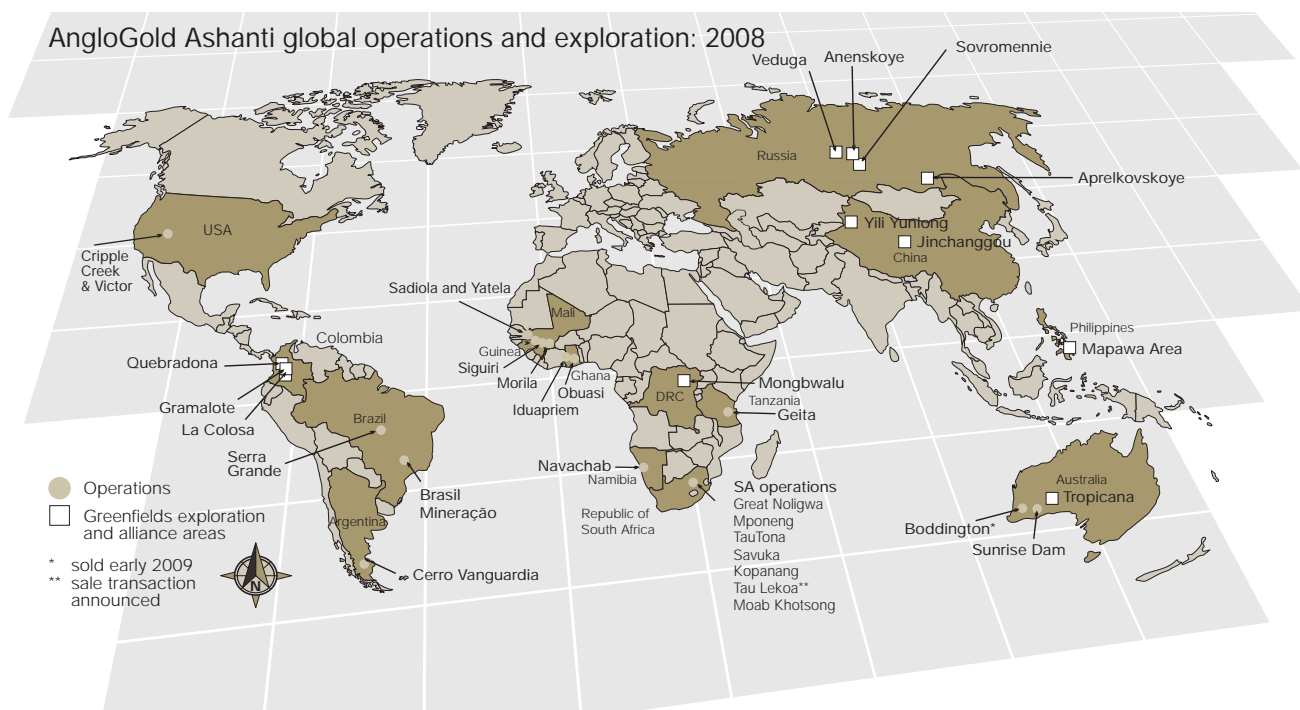 AngloGold Ashanti global operations and exploration: 2008
Veduga
Anenskoye
Sovromennie
Russia
Aprelkovskoye
Yili Yunlong
Jinchanggou
China
USA
Cripple
Creek
& Victor
Sadiola and Yatela
Mali
Guinea
Siguiri
Morila
Ghana
Obuasi
Iduapriem
Colombia
Quebradona
Gramalote
La Colosa
Brazil
Serra
Grande
Brasil
Mineração
Argentina
Cerro Vanguardia
Philippines
Mapawa Area
DRC
Mongbwalu
Tanzania
Geita
Navachab
Namibia
Republic of
South Africa
SA operations
Great Noligwa
Mponeng
TauTona
Savuka
Kopanang
Tau Lekoa**
Moab Khotsong
Australia
Tropicana
Boddington*
Sunrise Dam
Operations
Greenfields exploration
and alliance areas
* sold early 2009
** sale transaction
announced
N